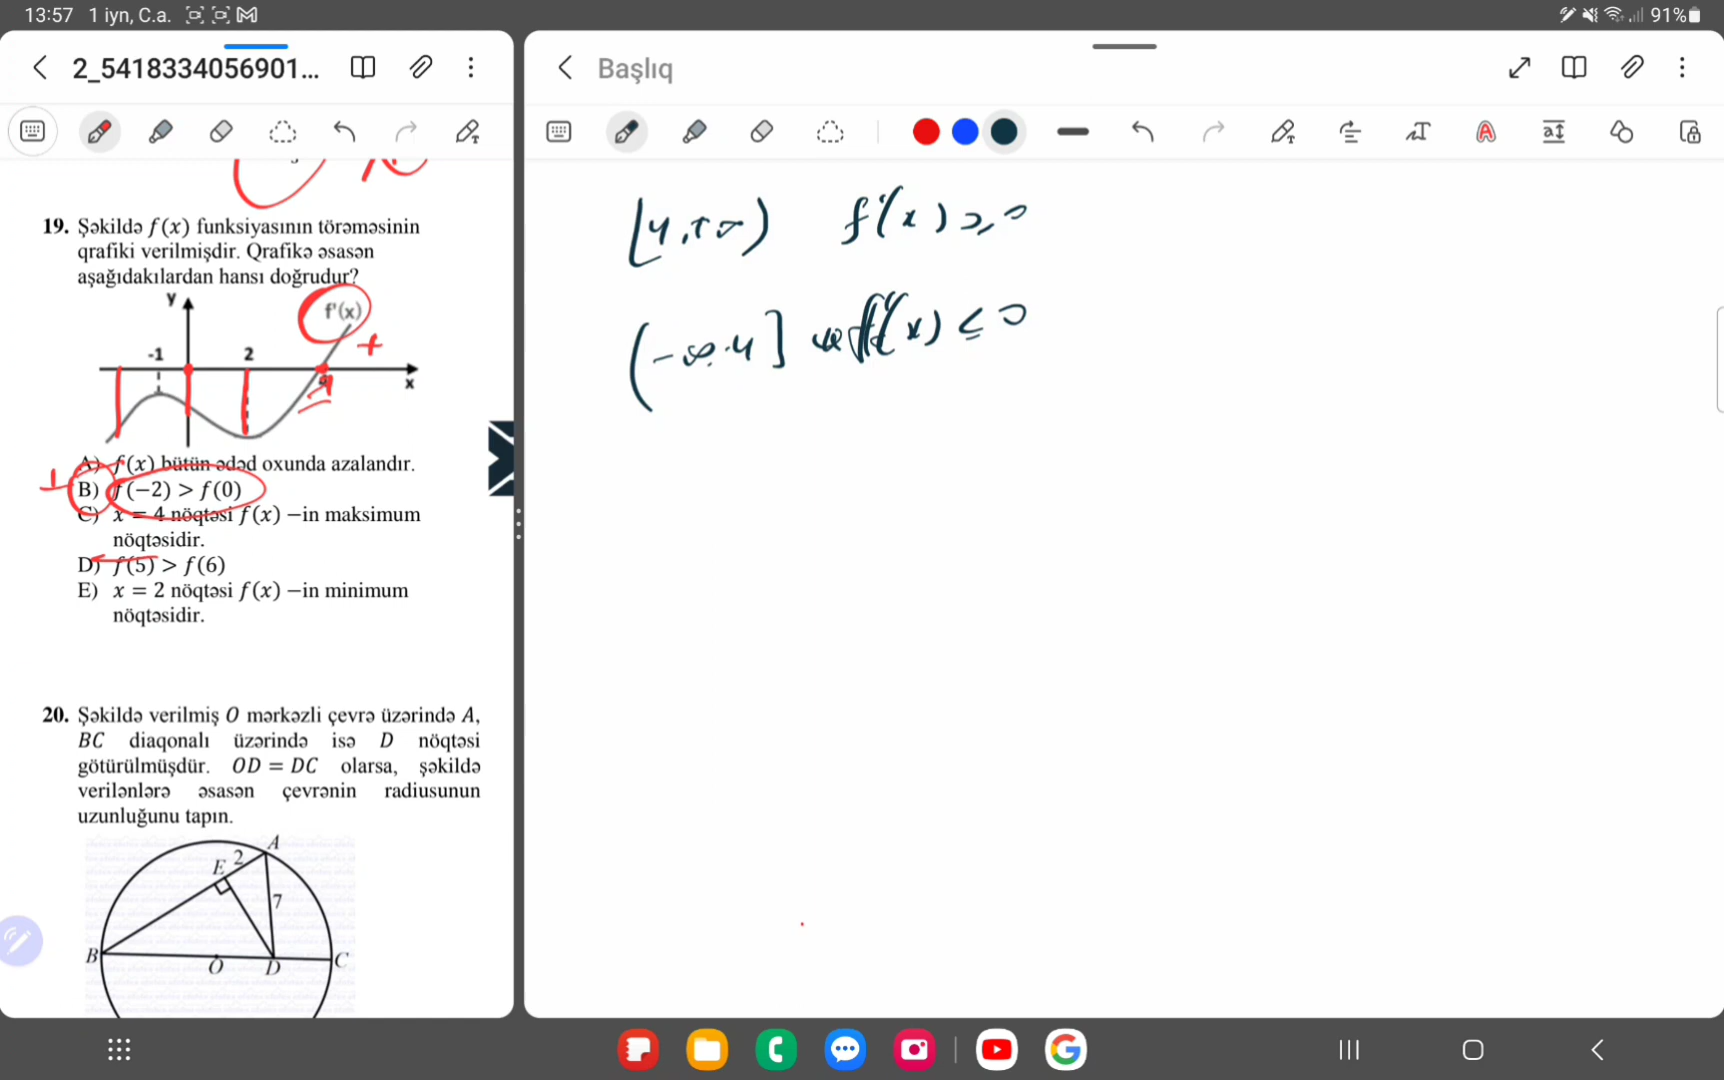 13:57 1 iyn, C.a. 91%
2_5418334056901...
Başlıq
19. Şəkildə f(x) funksiyasının törəməsinin
qrafiki verilmişdir. Qrafikə əsasən
aşağıdakılardan hansı doğrudur?
y
f'(x)
+
-1 2
x
A) f(x) bütün ədəd oxunda azalandır.
B) f(−2) > f(0)
C) x = 4 nöqtəsi f(x) −in maksimum
nöqtəsidir.
D) f(5) > f(6)
E) x = 2 nöqtəsi f(x) −in minimum
nöqtəsidir.
20. Şəkildə verilmiş O mərkəzli çevrə üzərində A,
BC diaqonalı üzərində isə D nöqtəsi
götürülmüşdür. OD = DC olarsa, şəkildə
verilənlərə əsasən çevrənin radiusunun
uzunluğunu tapın.
A
E 2
7
B O D C
[4,+∞) f'(x) ≥ 0
(-∞.4] f'(x) ≤ 0